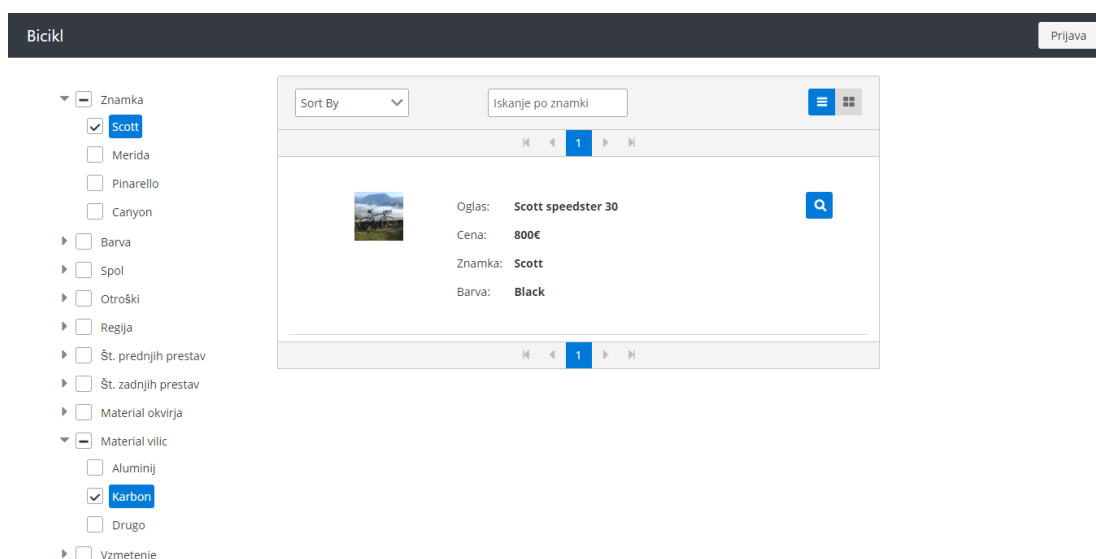 Bicikl
Prijava
Znamka
Scott
Merida
Pinarello
Canyon
Barva
Spol
Otroški
Regija
Št. prednjih prestav
Št. zadnjih prestav
Material okvirja
Material vilic
Aluminij
Karbon
Drugo
Vzmetenje
Sort By
Iskanje po znamki
1
Oglas: Scott speedster 30
Cena: 800€
Znamka: Scott
Barva: Black
1